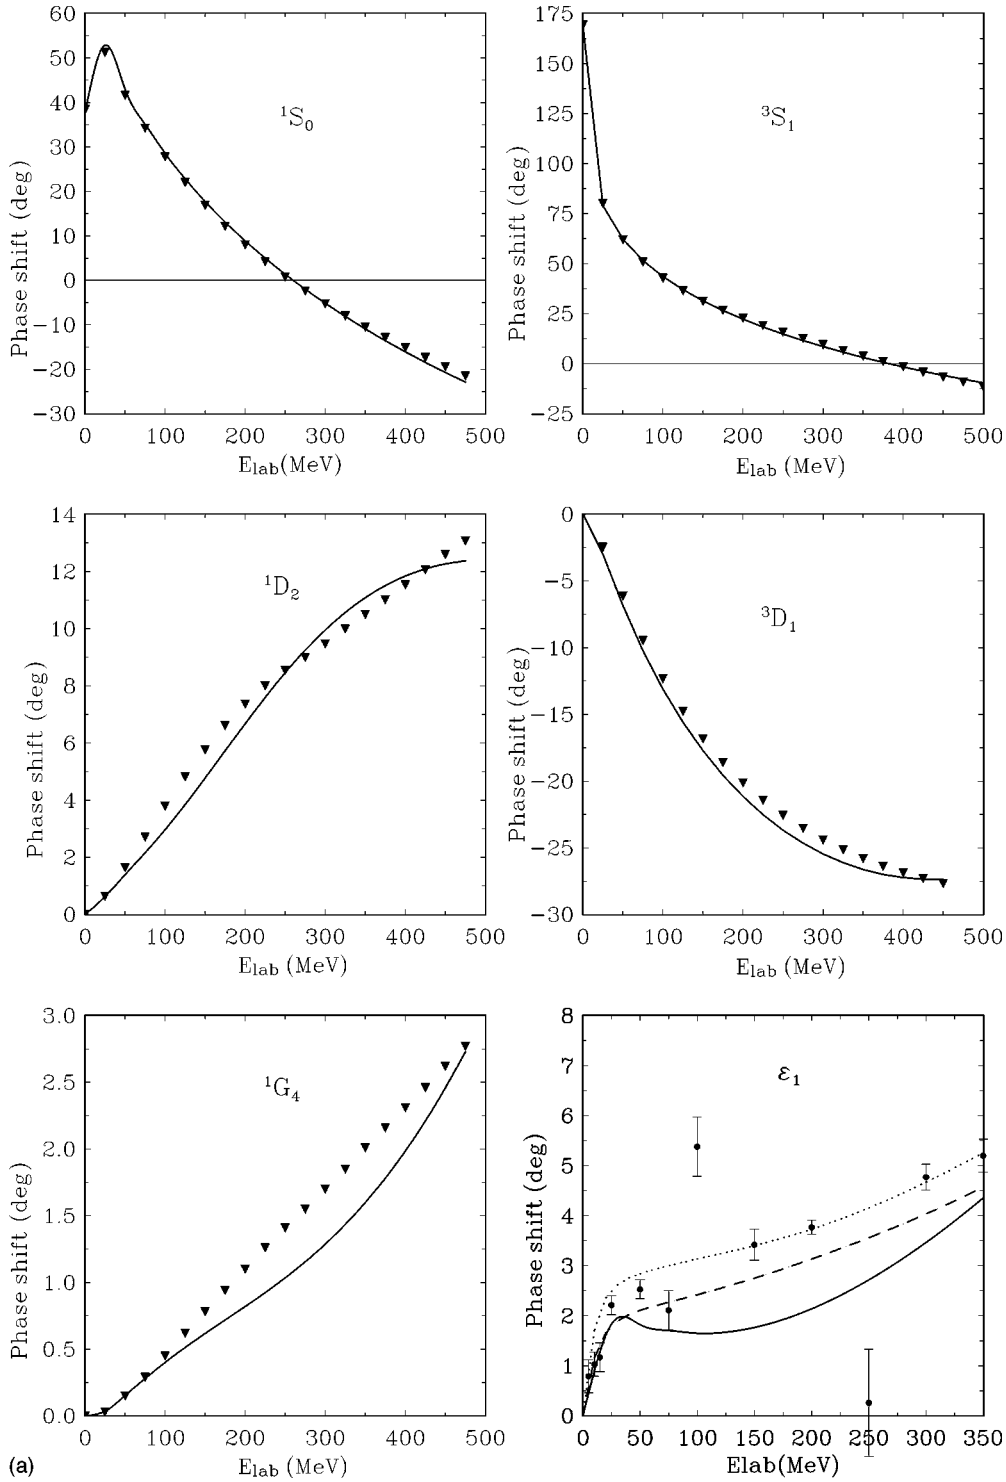 60
50
40
30
20
10
0
−10
−20
−30
0 100 200 300 400 500
Phase shift (deg)
E_lab(MeV)
¹S₀
175
150
125
100
75
50
25
0
−25
0 100 200 300 400 500
Phase shift (deg)
E_lab (MeV)
³S₁
14
12
10
8
6
4
2
0
0 100 200 300 400 500
Phase shift (deg)
E_lab (MeV)
¹D₂
0
−5
−10
−15
−20
−25
−30
0 100 200 300 400 500
Phase shift (deg)
E_lab (MeV)
³D₁
3.0
2.5
2.0
1.5
1.0
0.5
0.0
0 100 200 300 400 500
Phase shift (deg)
E_lab (MeV)
¹G₄
8
7
6
5
4
3
2
1
0
0 50 100 150 200 250 300 350
Phase shift (deg)
Elab(MeV)
ε₁
(a)